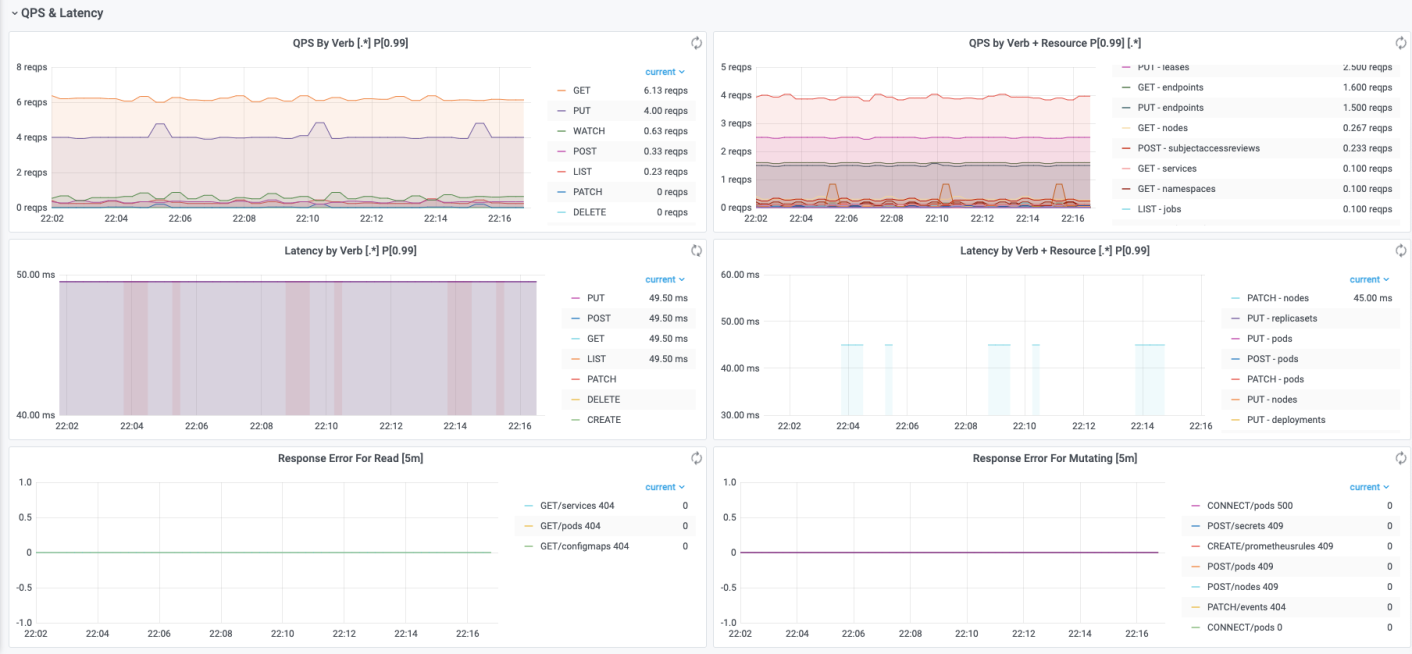 QPS & Latency
QPS By Verb [.*] P[0.99]
8 reqps
6 reqps
4 reqps
2 reqps
0 reqps
22:02 22:04 22:06 22:08 22:10 22:12 22:14 22:16
current
GET 6.13 reqps
PUT 4.00 reqps
WATCH 0.63 reqps
POST 0.33 reqps
LIST 0.23 reqps
PATCH 0 reqps
DELETE 0 reqps
QPS by Verb + Resource P[0.99] [.*]
5 reqps
4 reqps
3 reqps
2 reqps
1 reqps
0 reqps
22:02 22:04 22:06 22:08 22:10 22:12 22:14 22:16
PUT - leases 2.500 reqps
GET - endpoints 1.600 reqps
PUT - endpoints 1.500 reqps
GET - nodes 0.267 reqps
POST - subjectaccessreviews 0.233 reqps
GET - services 0.100 reqps
GET - namespaces 0.100 reqps
LIST - jobs 0.100 reqps
Latency by Verb [.*] P[0.99]
50.00 ms
40.00 ms
22:02 22:04 22:06 22:08 22:10 22:12 22:14 22:16
current
PUT 49.50 ms
POST 49.50 ms
GET 49.50 ms
LIST 49.50 ms
PATCH
DELETE
CREATE
Latency by Verb + Resource [.*] P[0.99]
60.00 ms
50.00 ms
40.00 ms
30.00 ms
22:02 22:04 22:06 22:08 22:10 22:12 22:14 22:16
current
PATCH - nodes 45.00 ms
PUT - replicasets
PUT - pods
POST - pods
PATCH - pods
PUT - nodes
PUT - deployments
Response Error For Read [5m]
1.0
0.5
0
-0.5
-1.0
22:02 22:04 22:06 22:08 22:10 22:12 22:14 22:16
current
GET/services 404 0
GET/pods 404 0
GET/configmaps 404 0
Response Error For Mutating [5m]
1.0
0.5
0
-0.5
-1.0
22:02 22:04 22:06 22:08 22:10 22:12 22:14 22:16
current
CONNECT/pods 500 0
POST/secrets 409 0
CREATE/prometheusrules 409 0
POST/pods 409 0
POST/nodes 409 0
PATCH/events 404 0
CONNECT/pods 0 0